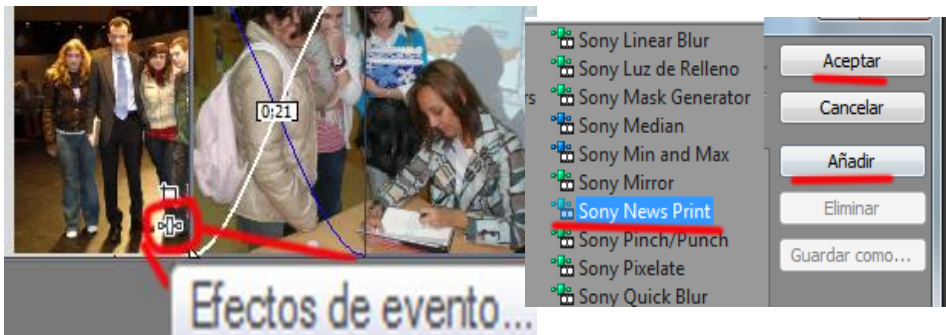 0;21
Efectos de evento...
rs
Sony Linear Blur
Sony Luz de Relleno
Sony Mask Generator
Sony Median
Sony Min and Max
Sony Mirror
Sony News Print
Sony Pinch/Punch
Sony Pixelate
Sony Quick Blur
Aceptar
Cancelar
Añadir
Eliminar
Guardar como...